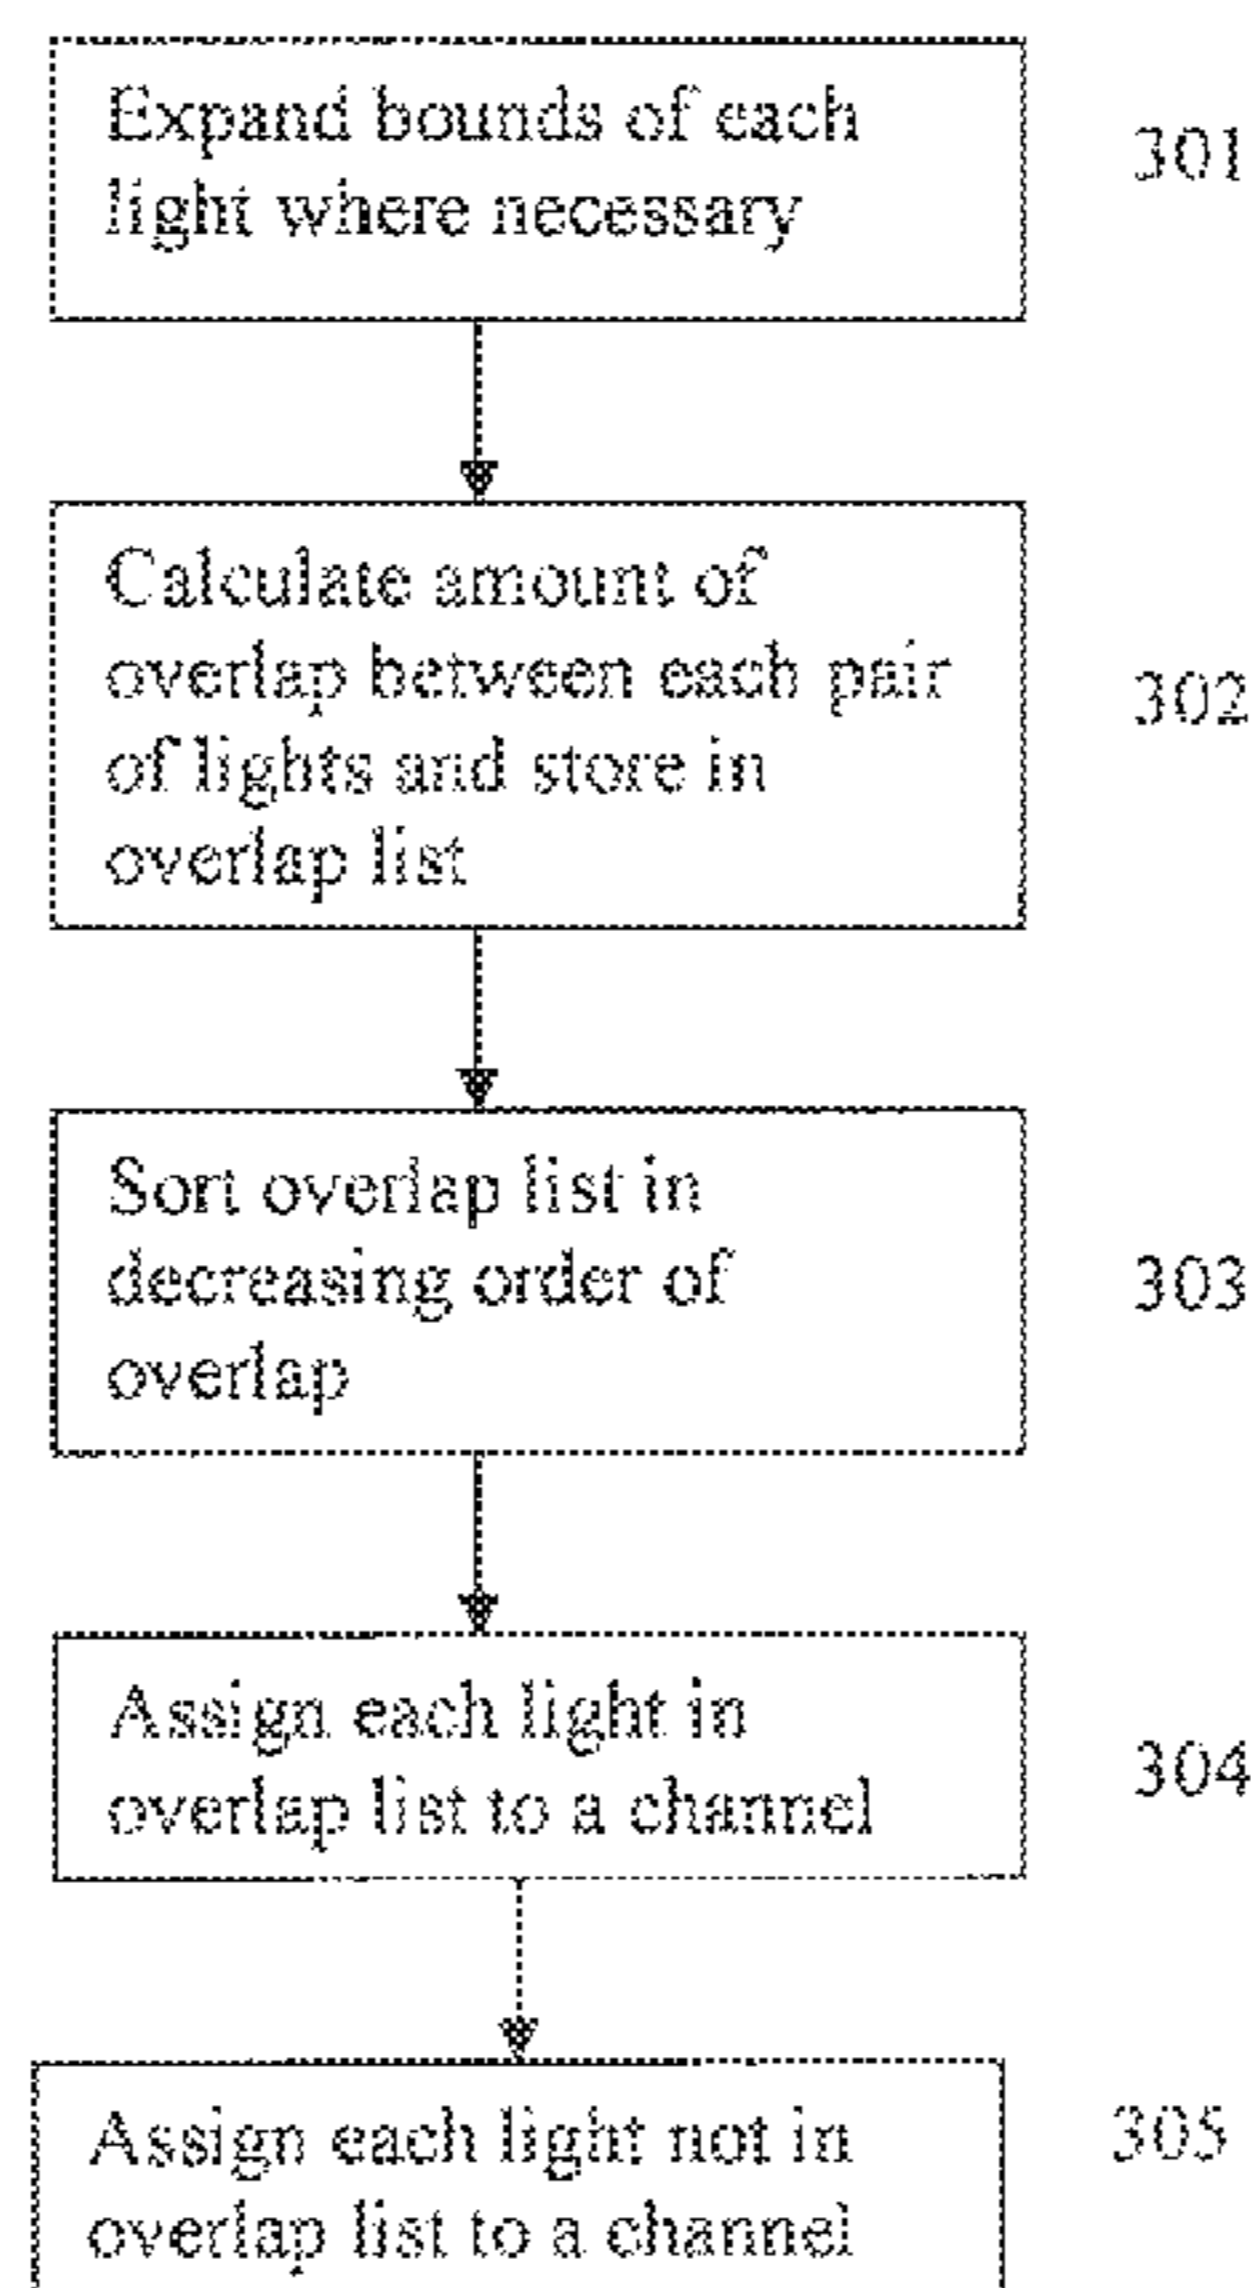 Expand bounds of each
light where necessary
301
Calculate amount of
overlap between each pair
of lights and store in
overlap list
302
Sort overlap list in
decreasing order of
overlap
303
Assign each light in
overlap list to a channel
304
Assign each light not in
overlap list to a channel
305